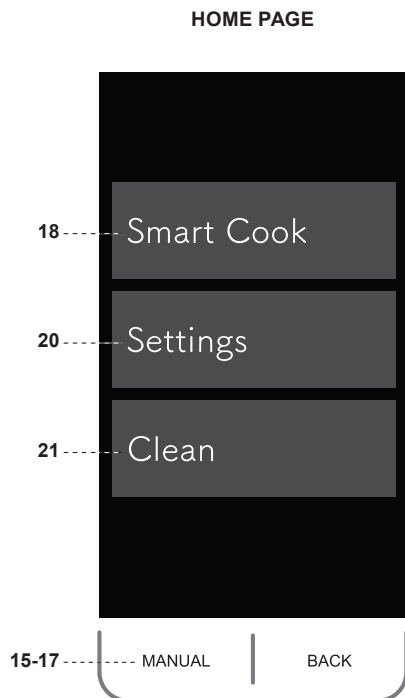 HOME PAGE
18 Smart Cook
20 Settings
21 Clean
15-17 MANUAL BACK